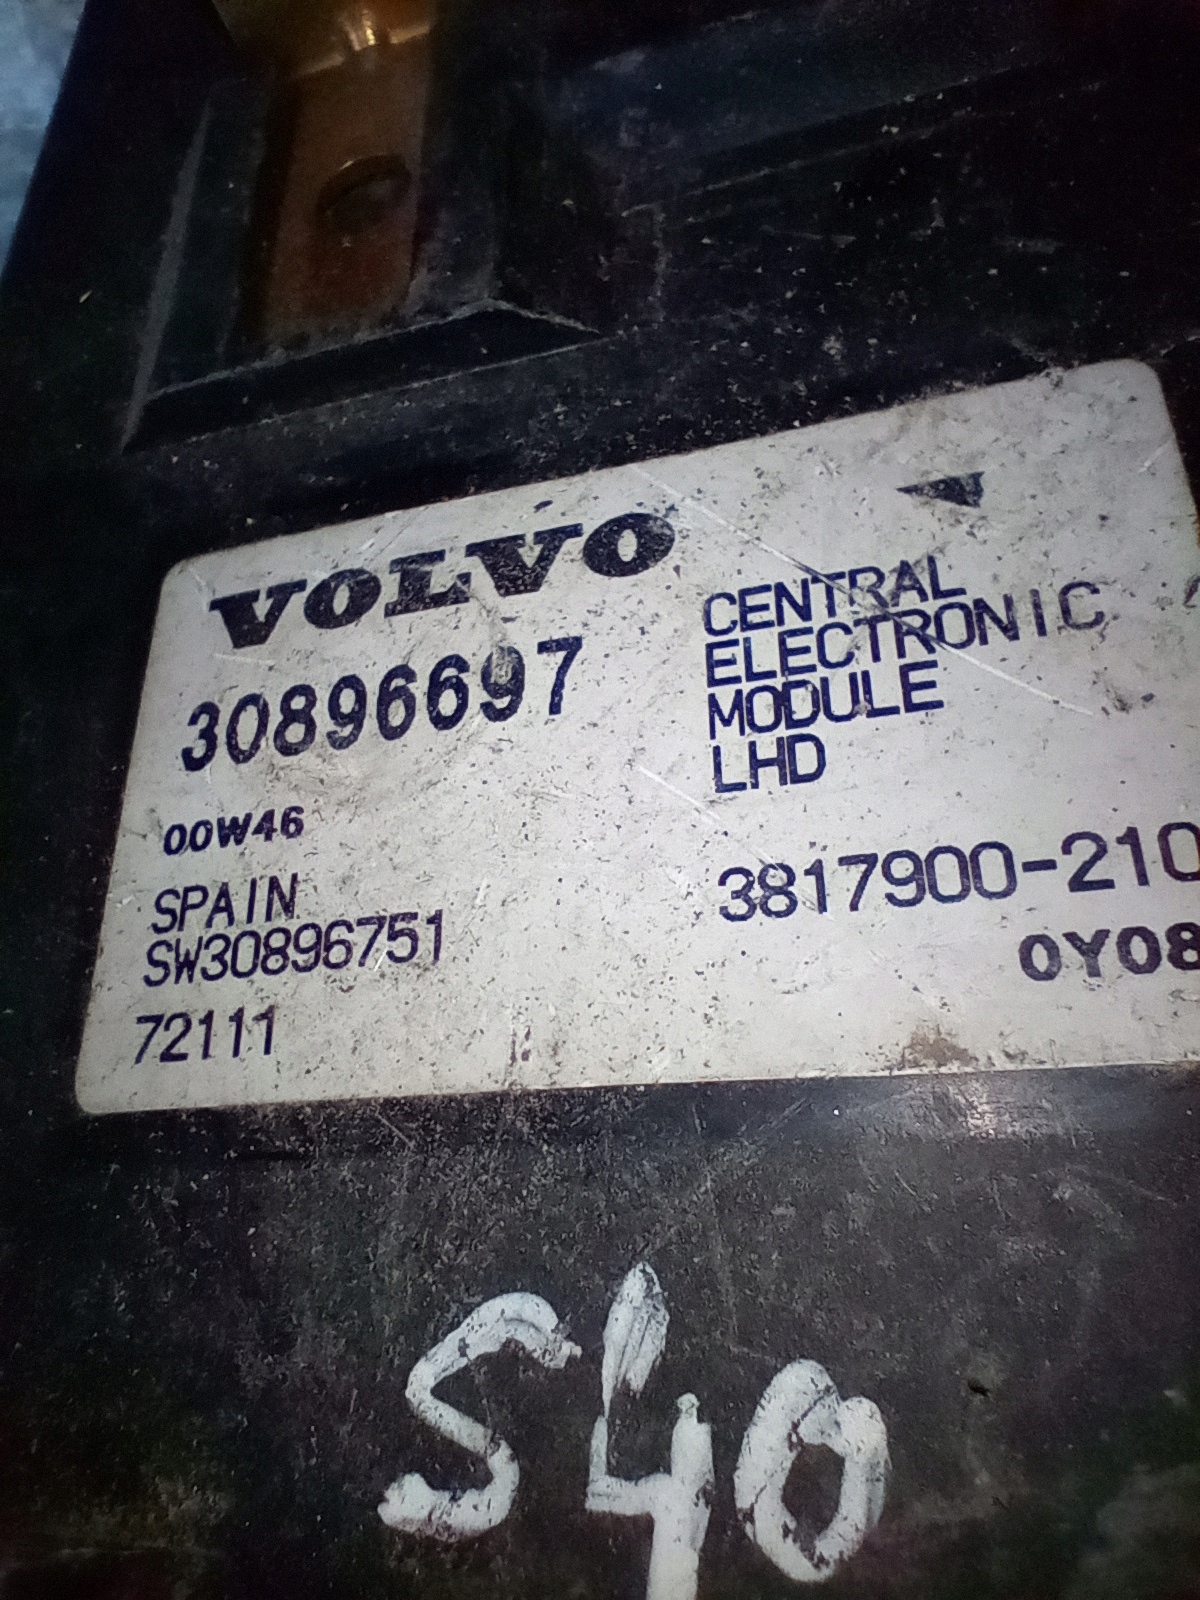 VOLVO
30896697
00W46
SPAIN
SW30896751
72111
CENTRAL
ELECTRONIC
MODULE
LHD
3817900-210
0Y08
S40